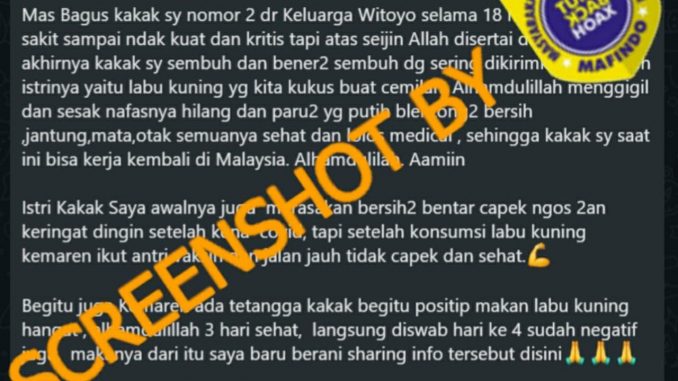 Mas Bagus kakak sy nomor 2 dr Keluarga Witoyo selama 18
sakit sampai ndak kuat dan kritis tapi atas seijin Allah disertai
akhirnya kakak sy sembuh dan bener2 sembuh dg sering dikirim
istrinya yaitu labu kuning yg kita kukus buat Alhamdulillah menggigil
dan sesak nafasnya hilang dan paru2 yg putih bersih
,jantung,mata,otak semuanya sehat dan medical , sehingga kakak sy saat
ini bisa kerja kembali di Malaysia. Alhamdulilah. Aamiin
Istri Kakak Saya awalnya juga merasakan bersih2 bentar capek ngos 2an
keringat dingin setelah kena covid, tapi setelah konsumsi labu kuning
kemaren ikut antri jalan jauh tidak capek dan sehat.💪
Begitu juga ada tetangga kakak begitu positip makan labu kuning
3 hari sehat, langsung diswab hari ke 4 sudah negatif
makanya dari itu saya baru berani sharing info tersebut disini🙏🙏🙏
SCREENSHOT BY
HOAX
MAFINDO